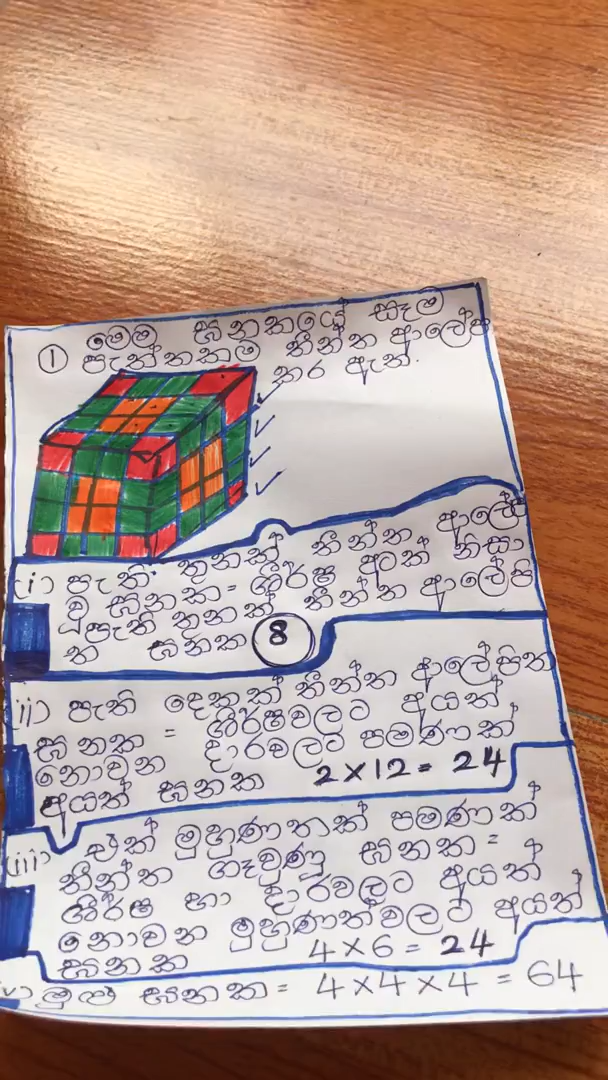 මෙම ඝනකයේ සෑම
① පැත්තකම තීන්ත ආලේප
කර ඇත.
(i) පැති තුනක් තීන්ත ආලේප
වූ ඝනක = ශීර්ෂ අටක් නිසා
පැති තුනක් තීන්ත ආලේපි
ත ඝනක 8
ii) පැති දෙකක් තීන්ත ආලේපිත
ඝනක = ශීර්ෂවලට අයත්
නොවන දාරවලට පමණක්
අයත් ඝනක 2×12 = 24
(iii) එක් මුහුණතක් පමණක්
තීන්ත ගෑවුණු ඝනක =
ශීර්ෂ හා දාරවලට අයත්
නොවන මුහුණත්වලට අයත්
ඝනක 4×6 = 24
v) මුළු ඝනක = 4×4×4 = 64